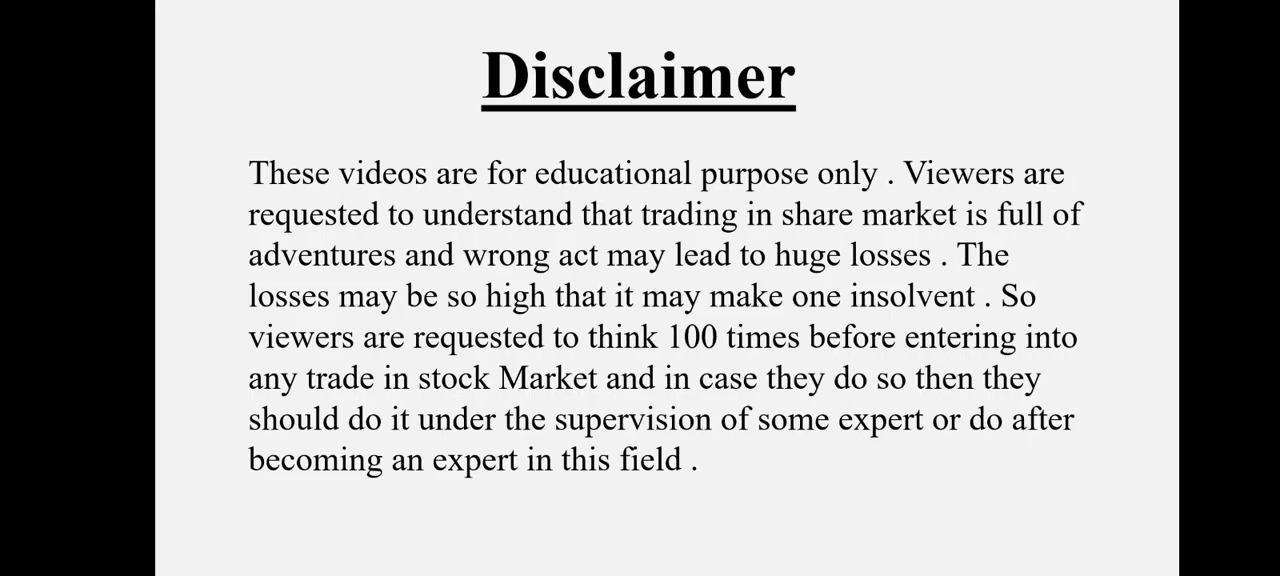 Disclaimer
These videos are for educational purpose only . Viewers are
requested to understand that trading in share market is full of
adventures and wrong act may lead to huge losses . The
losses may be so high that it may make one insolvent . So
viewers are requested to think 100 times before entering into
any trade in stock Market and in case they do so then they
should do it under the supervision of some expert or do after
becoming an expert in this field .